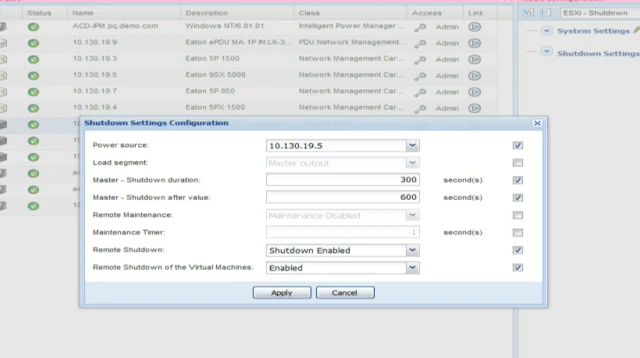 Status Name Description Class Access Link
ACD-IPM.pq.demo.com Windows NT/6.01.01 Intelligent Power Manager Admin
10.130.19.9 Eaton ePDU MA 1P IN:L6-3... PDU Network Management Admin
10.130.19.3 Eaton SP 1500 Network Management Car... Admin
10.130.19.5 Eaton 9SX 5000 Network Management Car... Admin
10.130.19.7 Eaton SP 850 Network Management Car... Admin
10.130.19.4 Eaton 5PX 1500 Network Management Car... Admin
ESXi - Shutdown
System Settings
Shutdown Settings
Shutdown Settings Configuration
Power source: 10.130.19.5
Load segment: Master output
Master - Shutdown duration: 300 second(s)
Master - Shutdown after value: 600 second(s)
Remote Maintenance: Maintenance Disabled
Maintenance Timer: -1 second(s)
Remote Shutdown: Shutdown Enabled
Remote Shutdown of the Virtual Machines: Enabled
Apply Cancel